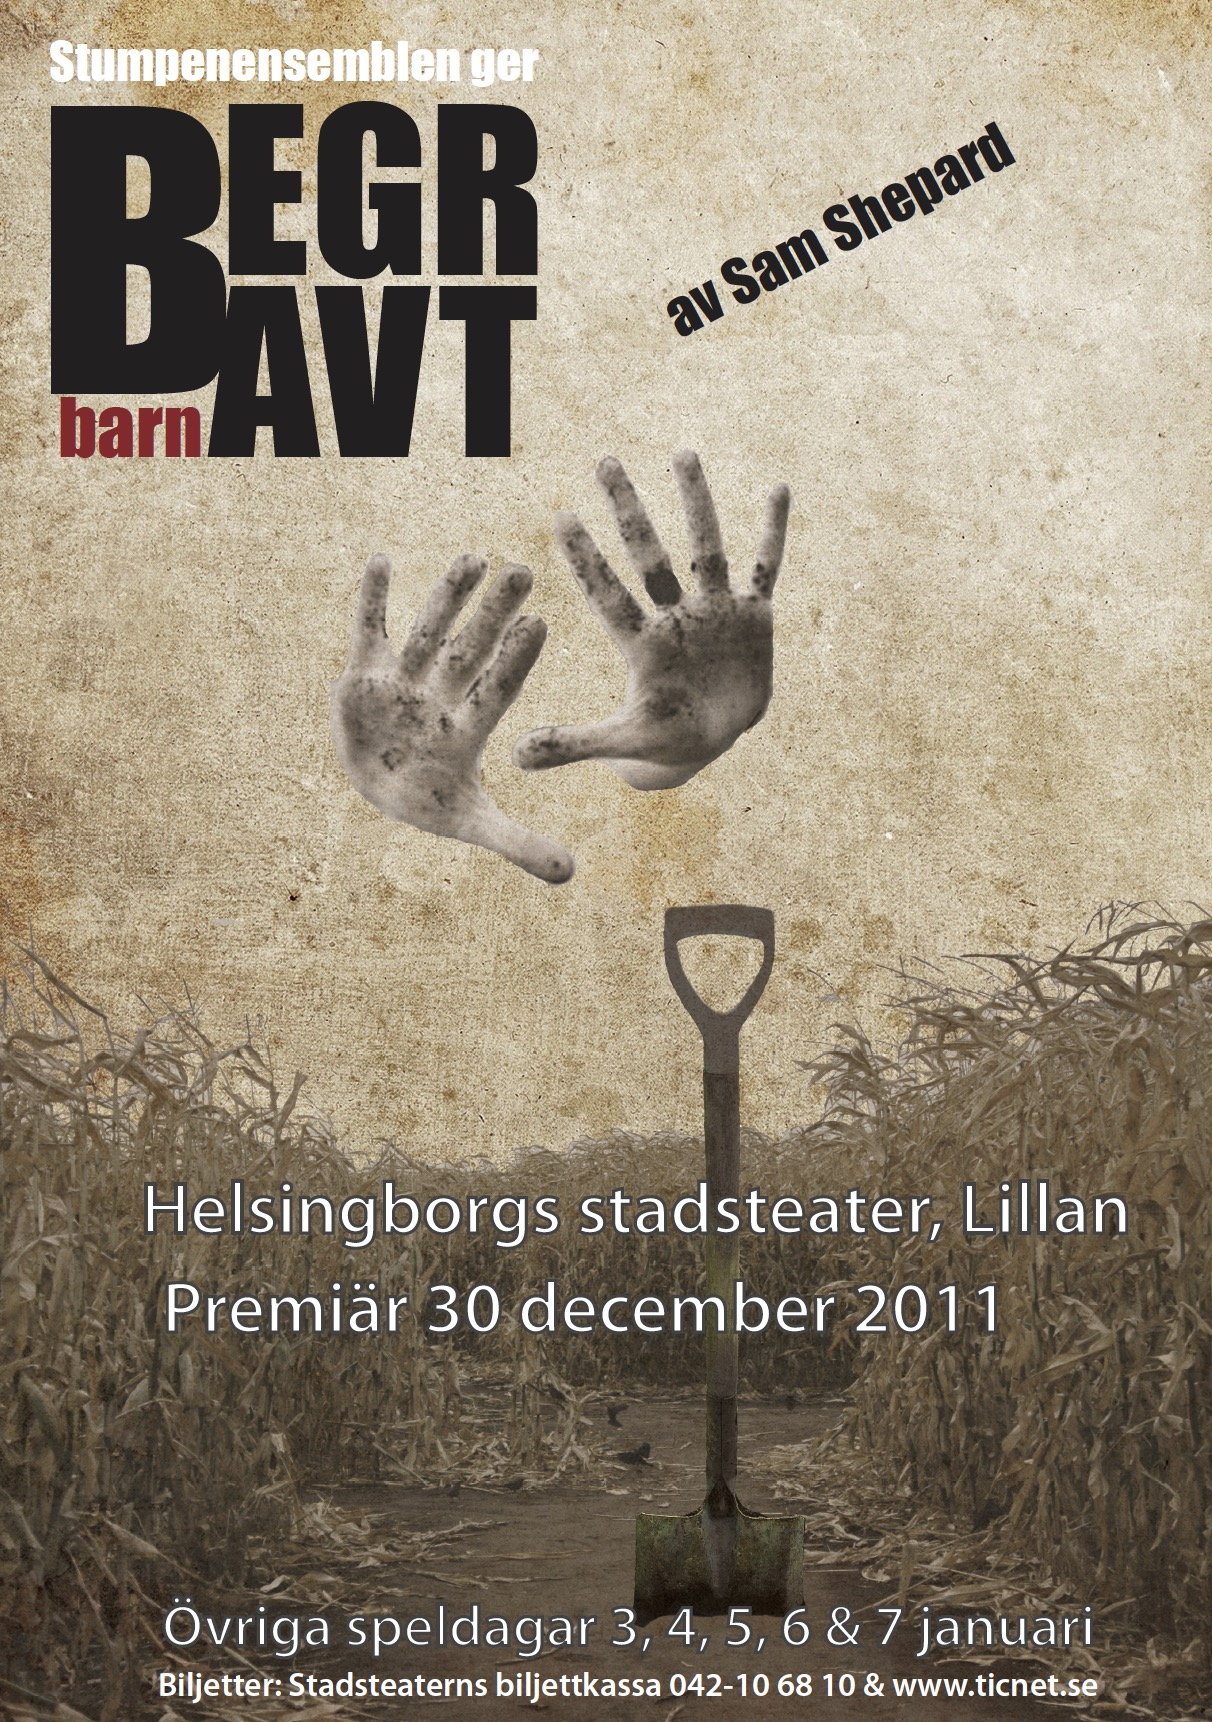 Stumpenensemblen ger
BEGR
AVT
barn
av Sam Shepard
Helsingborgs stadsteater, Lillan
Premiär 30 december 2011
Övriga speldagar 3, 4, 5, 6 & 7 januari
Biljetter: Stadsteaterns biljettkassa 042-10 68 10 & www.ticnet.se